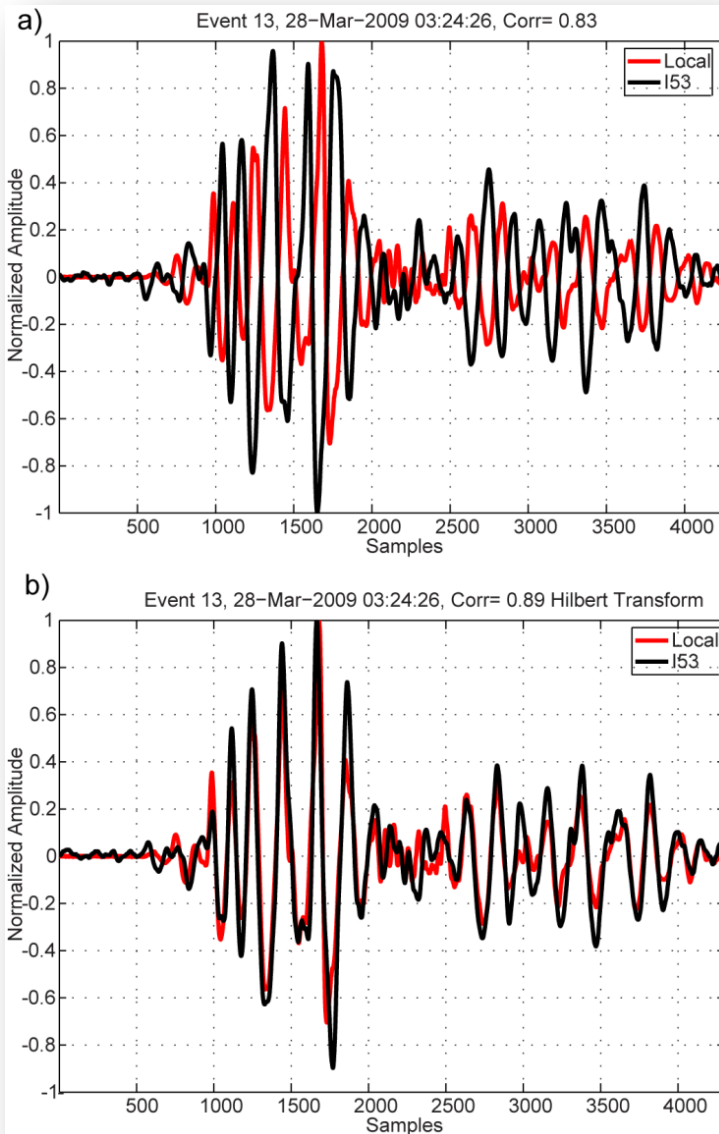 a)
Event 13, 28−Mar−2009 03:24:26, Corr= 0.83
Local
I53
1
0.8
0.6
0.4
0.2
0
-0.2
-0.4
-0.6
-0.8
-1
Normalized Amplitude
500 1000 1500 2000 2500 3000 3500 4000
Samples
b)
Event 13, 28−Mar−2009 03:24:26, Corr= 0.89 Hilbert Transform
Local
I53
1
0.8
0.6
0.4
0.2
0
-0.2
-0.4
-0.6
-0.8
-1
Normalized Amplitude
500 1000 1500 2000 2500 3000 3500 4000
Samples